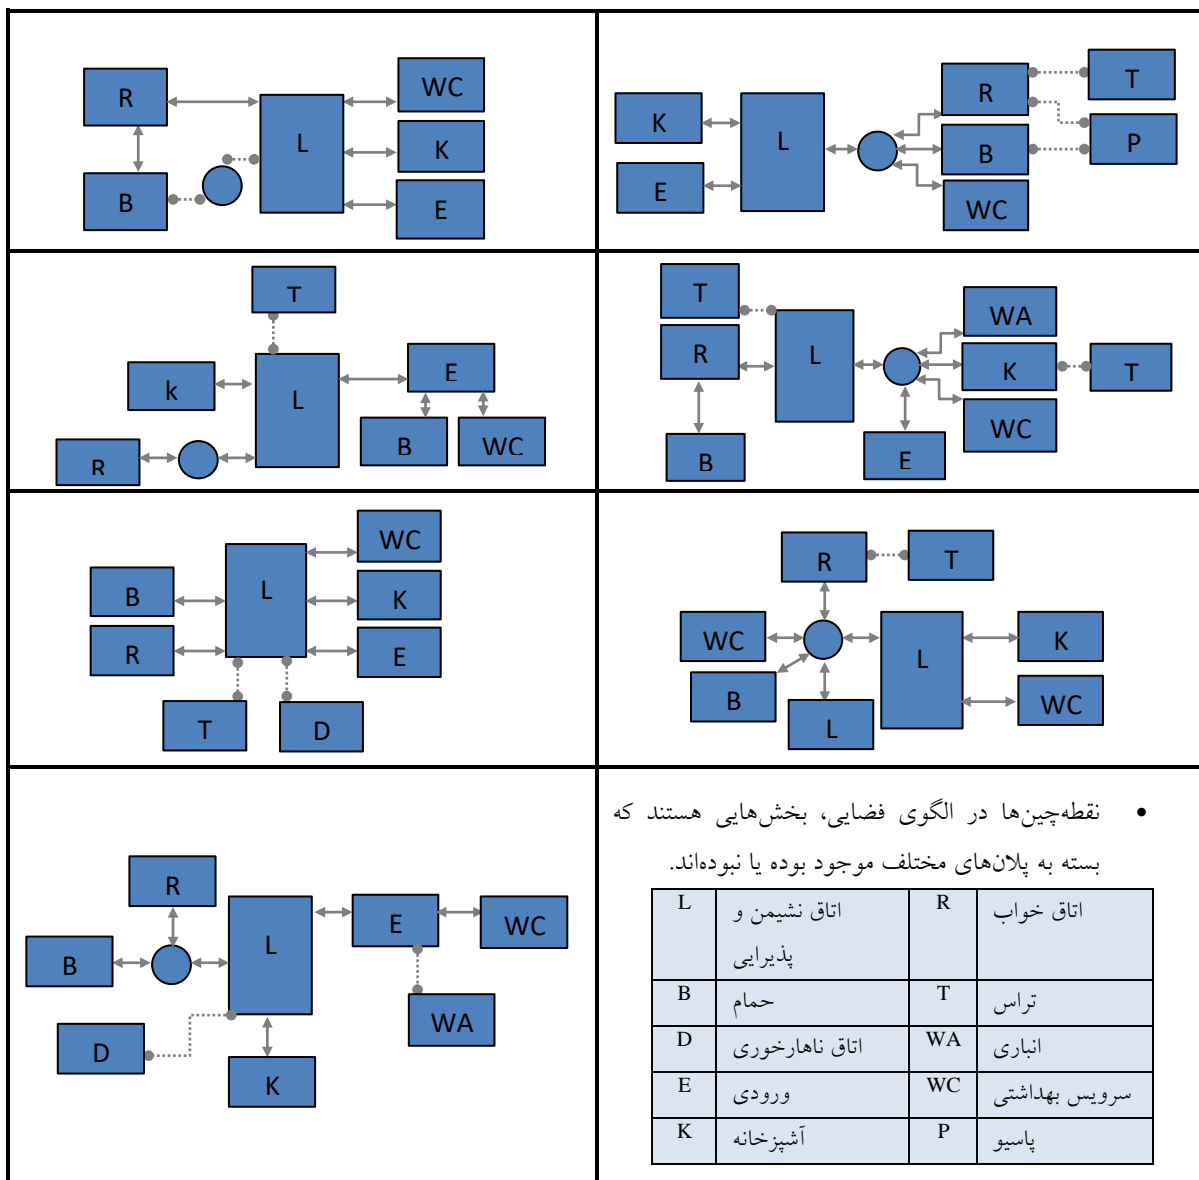 R
B
L
WC
K
E
K
E
L
R
B
WC
T
P
T
k
R
L
E
B
WC
T
R
B
L
WA
K
WC
E
T
B
R
L
WC
K
E
T
D
R
T
WC
B
L
L
K
WC
R
B
D
L
K
E
WC
WA
• نقطه‌چین‌ها در الگوی فضایی، بخش‌هایی هستند که
بسته به پلان‌های مختلف موجود بوده یا نبوده‌اند.
L اتاق نشیمن و R اتاق خواب
پذیرایی
B حمام T تراس
D اتاق ناهارخوری WA انباری
E ورودی WC سرویس بهداشتی
K آشپزخانه P پاسیو